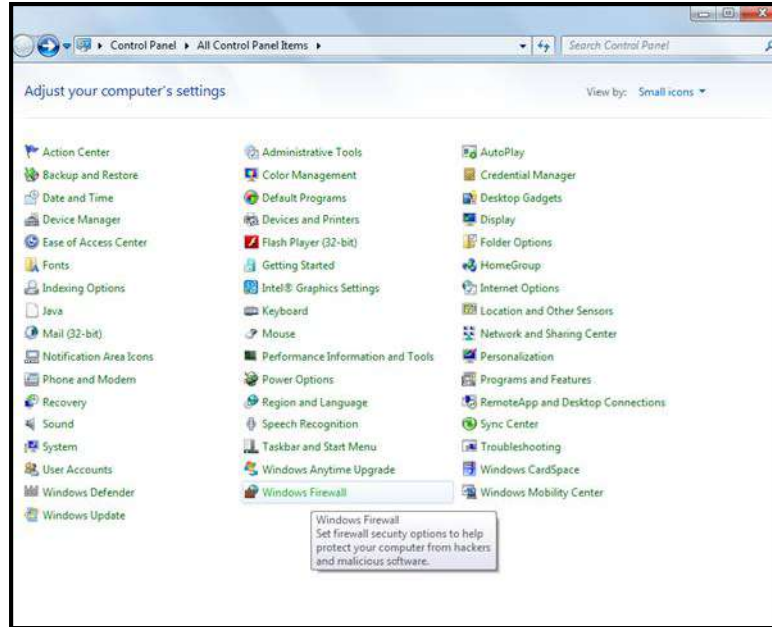 Control Panel ▸ All Control Panel Items ▸ Search Control Panel
Adjust your computer's settings View by: Small icons
Action Center Administrative Tools AutoPlay
Backup and Restore Color Management Credential Manager
Date and Time Default Programs Desktop Gadgets
Device Manager Devices and Printers Display
Ease of Access Center Flash Player (32-bit) Folder Options
Fonts Getting Started HomeGroup
Indexing Options Intel® Graphics Settings Internet Options
Java Keyboard Location and Other Sensors
Mail (32-bit) Mouse Network and Sharing Center
Notification Area Icons Performance Information and Tools Personalization
Phone and Modem Power Options Programs and Features
Recovery Region and Language RemoteApp and Desktop Connections
Sound Speech Recognition Sync Center
System Taskbar and Start Menu Troubleshooting
User Accounts Windows Anytime Upgrade Windows CardSpace
Windows Defender Windows Firewall Windows Mobility Center
Windows Update
Windows Firewall
Set firewall security options to help
protect your computer from hackers
and malicious software.